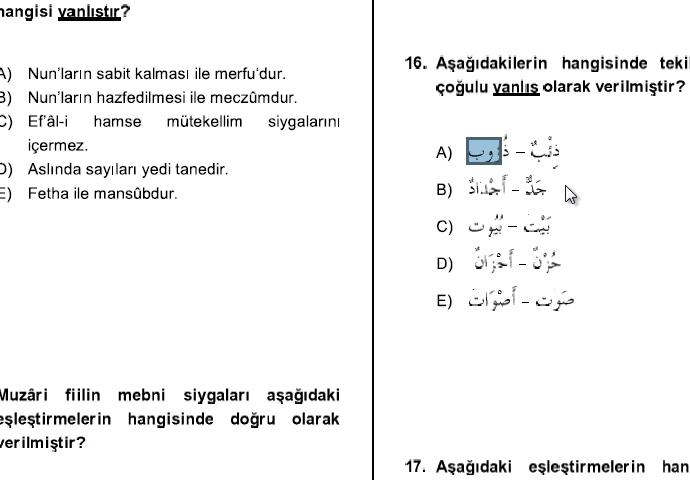 hangisi yanlıştır?
A) Nun'ların sabit kalması ile merfu'dur.
B) Nun'ların hazfedilmesi ile meczûmdur.
C) Ef'âl-i hamse mütekellim siygalarını
içermez.
D) Aslında sayıları yedi tanedir.
E) Fetha ile mansûbdur.
Muzâri fiilin mebni siygaları aşağıdaki
eşleştirmelerin hangisinde doğru olarak
verilmiştir?
16. Aşağıdakilerin hangisinde teki
çoğulu yanlış olarak verilmiştir?
A) ذِئْبٌ – ذُؤوب
B) جَدٌّ – أَجْدَادٌ
C) بَيْت – بُيُوت
D) حُزْنٌ – أَحْزَانٌ
E) صَوْت – أَصْوَات
17. Aşağıdaki eşleştirmelerin han